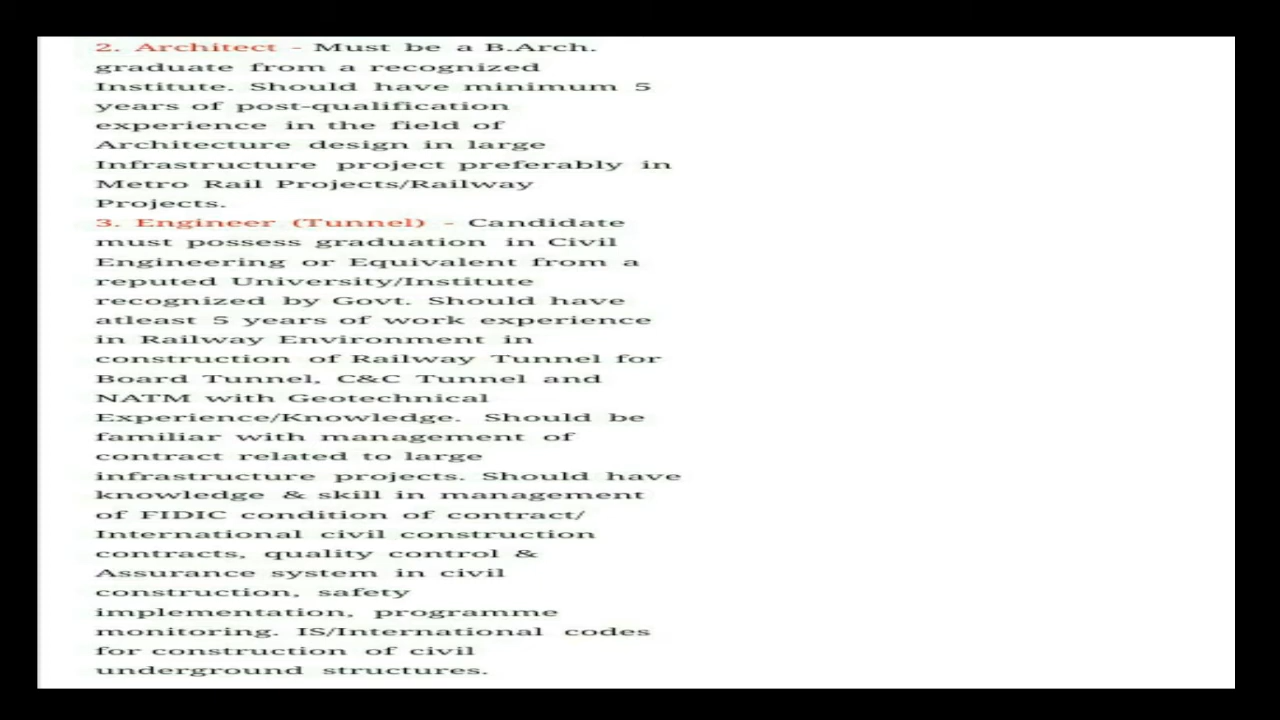 2. Architect - Must be a B.Arch.
graduate from a recognized
Institute. Should have minimum 5
years of post-qualification
experience in the field of
Architecture design in large
Infrastructure project preferably in
Metro Rail Projects/Railway
Projects.
3. Engineer (Tunnel) - Candidate
must possess graduation in Civil
Engineering or Equivalent from a
reputed University/Institute
recognized by Govt. Should have
atleast 5 years of work experience
in Railway Environment in
construction of Railway Tunnel for
Board Tunnel, C&C Tunnel and
NATM with Geotechnical
Experience/Knowledge. Should be
familiar with management of
contract related to large
infrastructure projects. Should have
knowledge & skill in management
of FIDIC condition of contract/
International civil construction
contracts, quality control &
Assurance system in civil
construction, safety
implementation, programme
monitoring. IS/International codes
for construction of civil
underground structures.